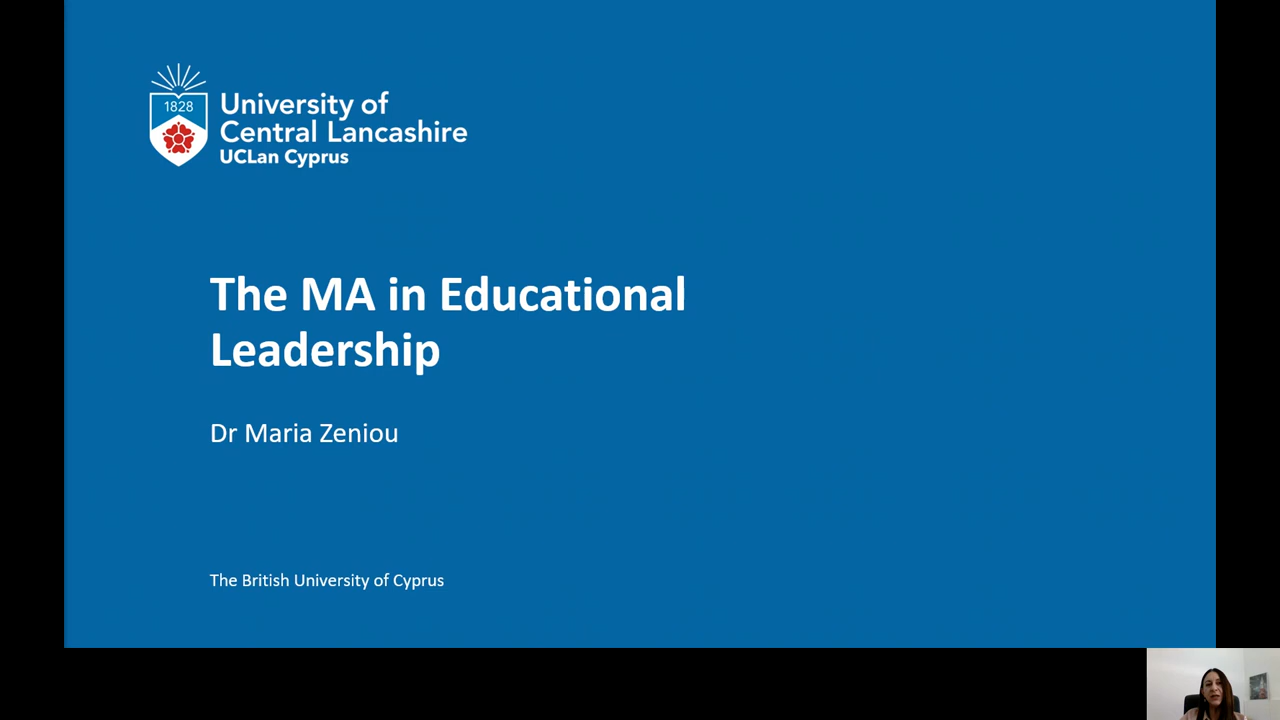 1828
University of
Central Lancashire
UCLan Cyprus
The MA in Educational
Leadership
Dr Maria Zeniou
The British University of Cyprus